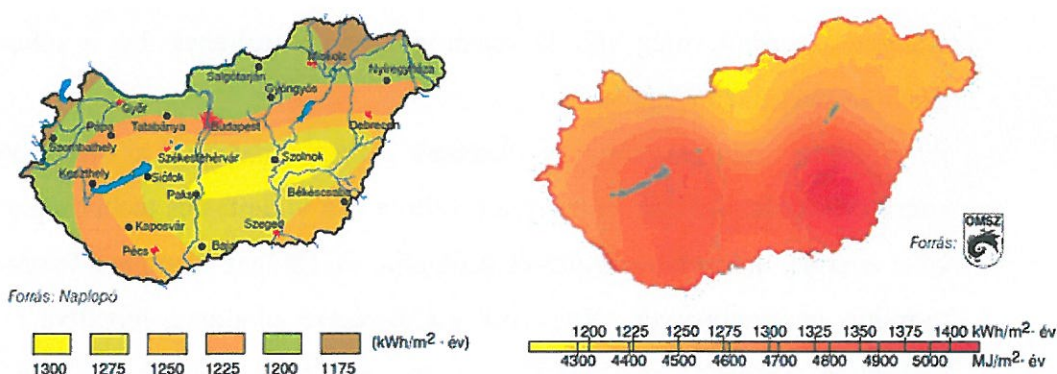 Miskolc
Salgótarján
Nyíregyháza
Gyöngyös
Győr
Debrecen
Pápa
Tatabánya
Budapest
Szombathely
Székesfehérvár
Szolnok
Keszthely
Siófok
Paks
Békéscsaba
Kaposvár
Szeged
Pécs
Baja
Forrás: Naplopó
(kWh/m² · év)
1300 1275 1250 1225 1200 1175
OMSZ
Forrás:
1200 1225 1250 1275 1300 1325 1350 1375 1400 kWh/m² · év
4300 4400 4500 4600 4700 4800 4900 5000 MJ/m² · év